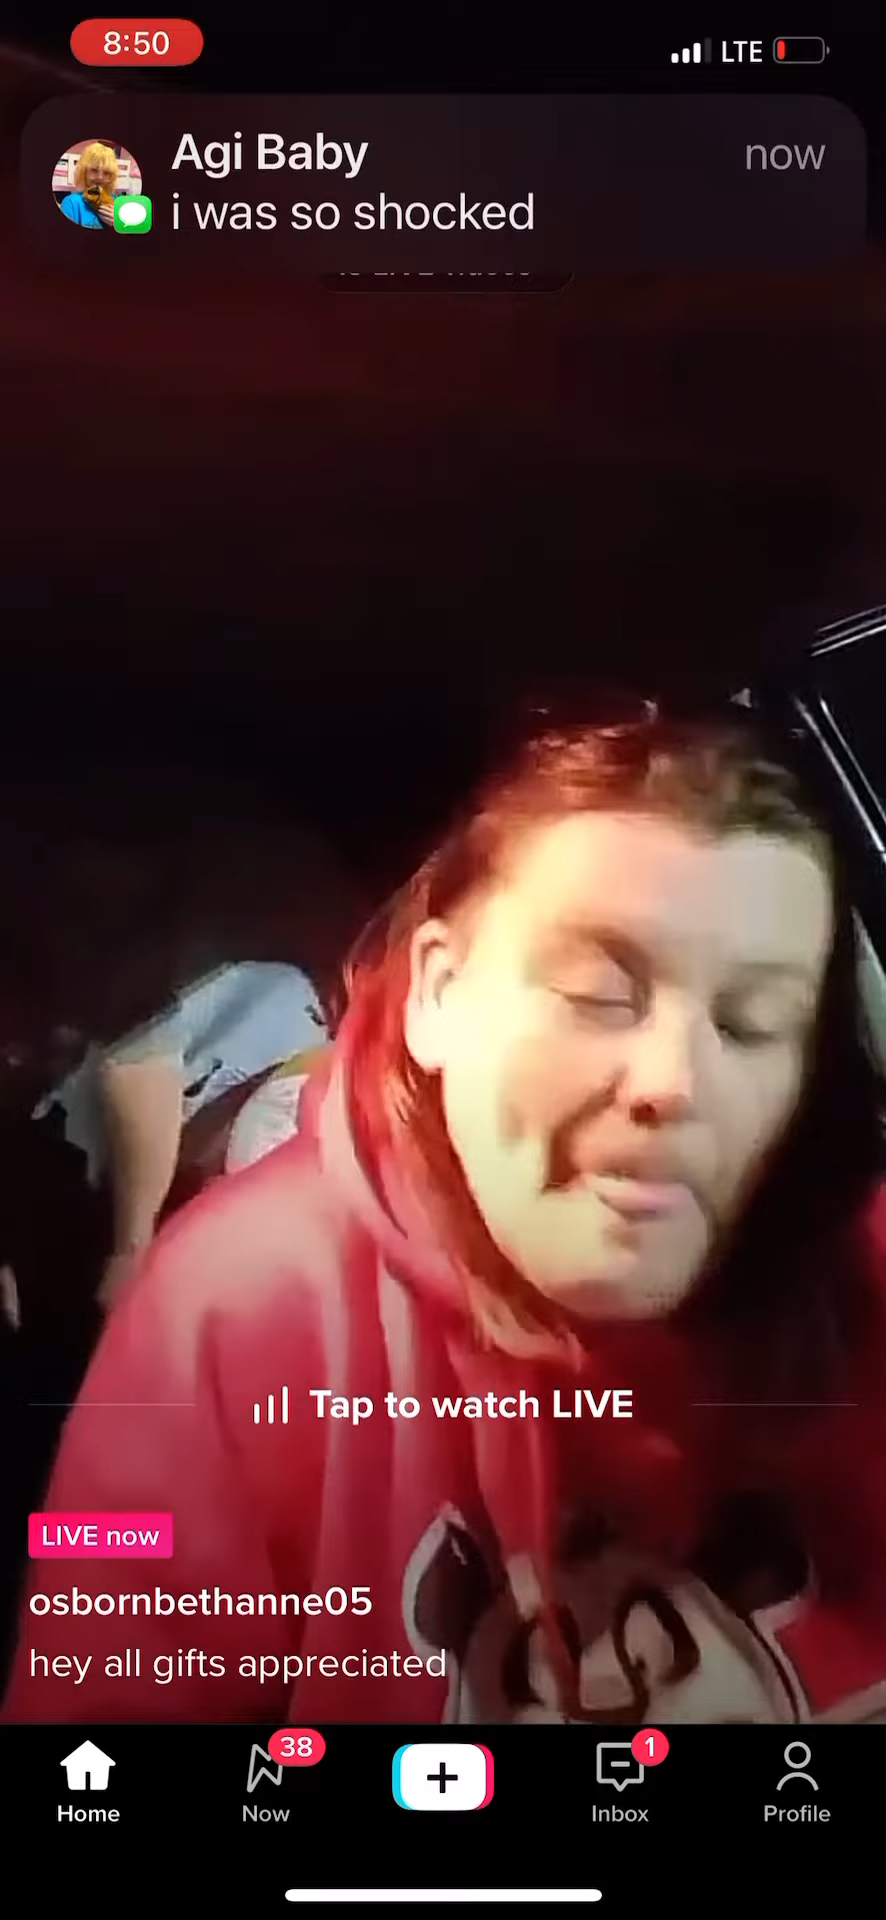 8:50
LTE
Agi Baby
now
i was so shocked
Tap to watch LIVE
LIVE now
osbornbethanne05
hey all gifts appreciated
38
1
Home
Now
Inbox
Profile